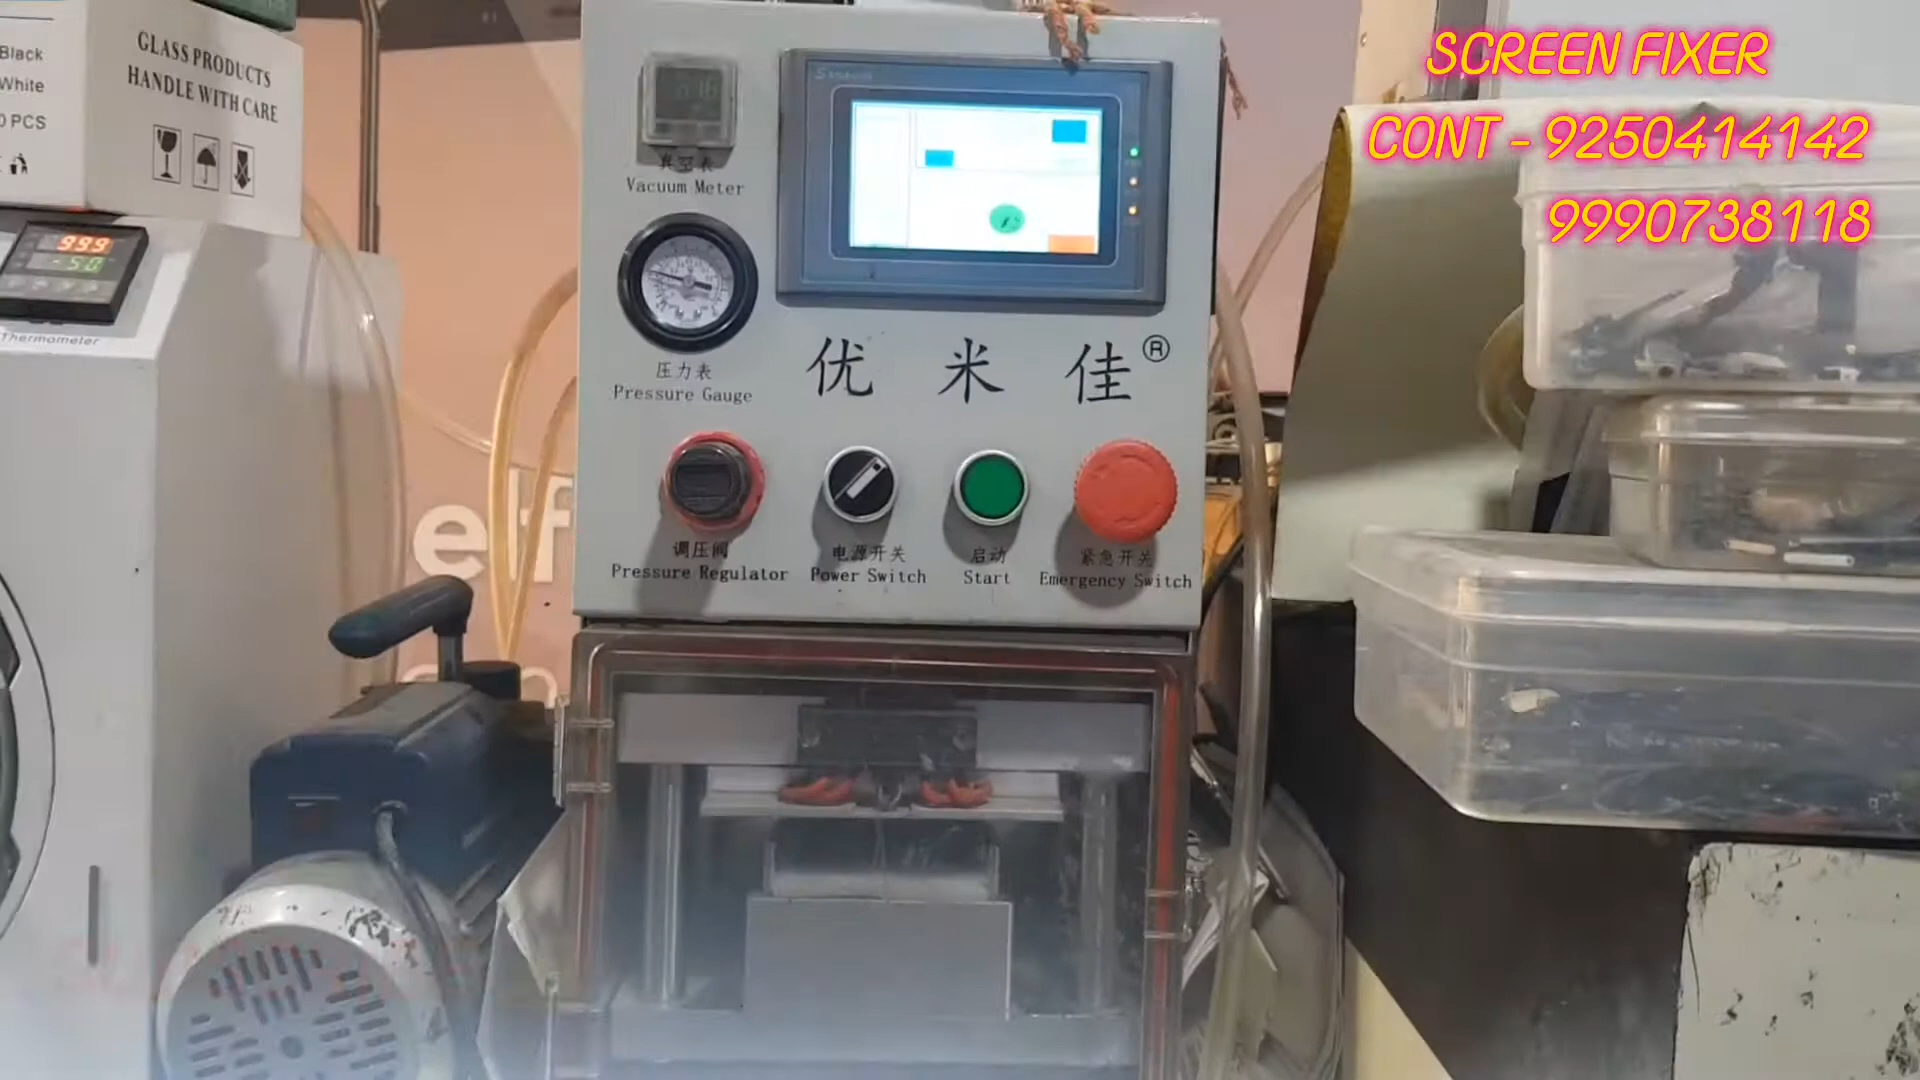 SCREEN FIXER
CONT - 9250414142
9990738118
Black
White
0 PCS
GLASS PRODUCTS
HANDLE WITH CARE
999
-50
Thermometer
真空表
Vacuum Meter
压力表
Pressure Gauge
优米佳®
调压阀
Pressure Regulator
电源开关
Power Switch
启动
Start
紧急开关
Emergency Switch
elf